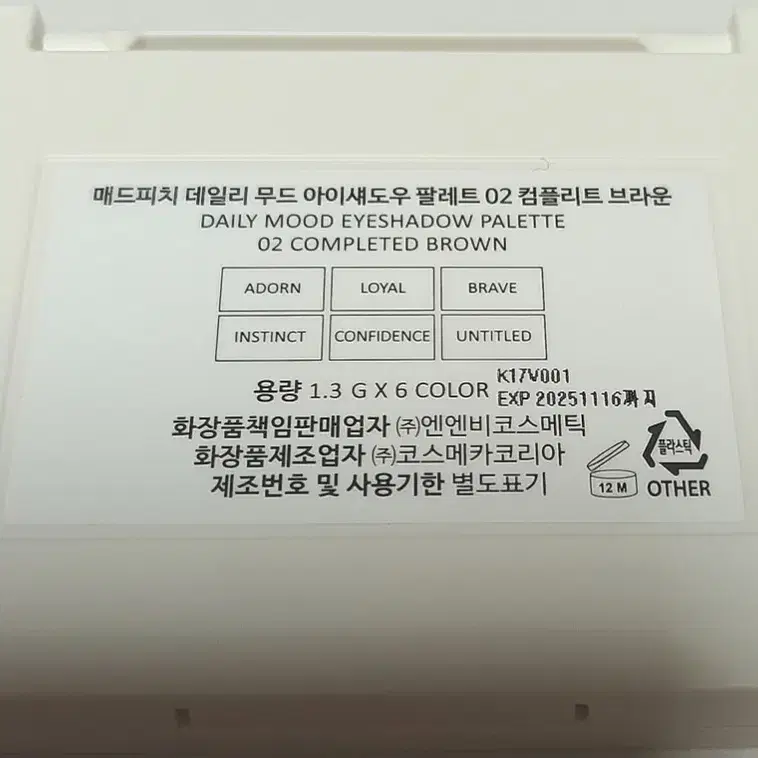 매드피치 데일리 무드 아이섀도우 팔레트 02 컴플리트 브라운
DAILY MOOD EYESHADOW PALETTE
02 COMPLETED BROWN
ADORN LOYAL BRAVE
INSTINCT CONFIDENCE UNTITLED
용량 1.3 G X 6 COLOR
K17V001
EXP 20251116까지
화장품책임판매업자 ㈜엔엔비코스메틱
화장품제조업자 ㈜코스메카코리아
제조번호 및 사용기한 별도표기
12 M
플라스틱
OTHER